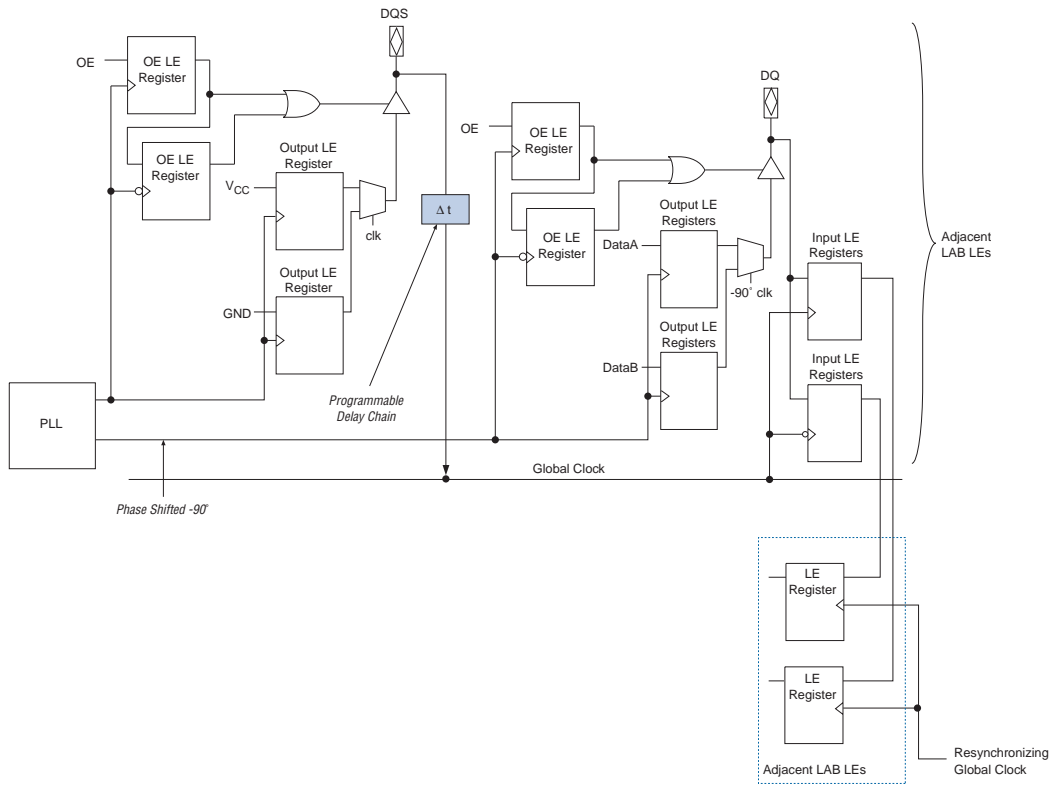 DQS
OE
OE LE
Register
OE LE
Register
Output LE
Register
VCC
clk
Δ t
Output LE
Register
GND
Programmable
Delay Chain
PLL
Phase Shifted -90˚
DQ
OE
OE LE
Register
OE LE
Register
Output LE
Registers
DataA
-90˚ clk
Output LE
Registers
DataB
Input LE
Registers
Input LE
Registers
Adjacent
LAB LEs
Global Clock
LE
Register
LE
Register
Adjacent LAB LEs
Resynchronizing
Global Clock